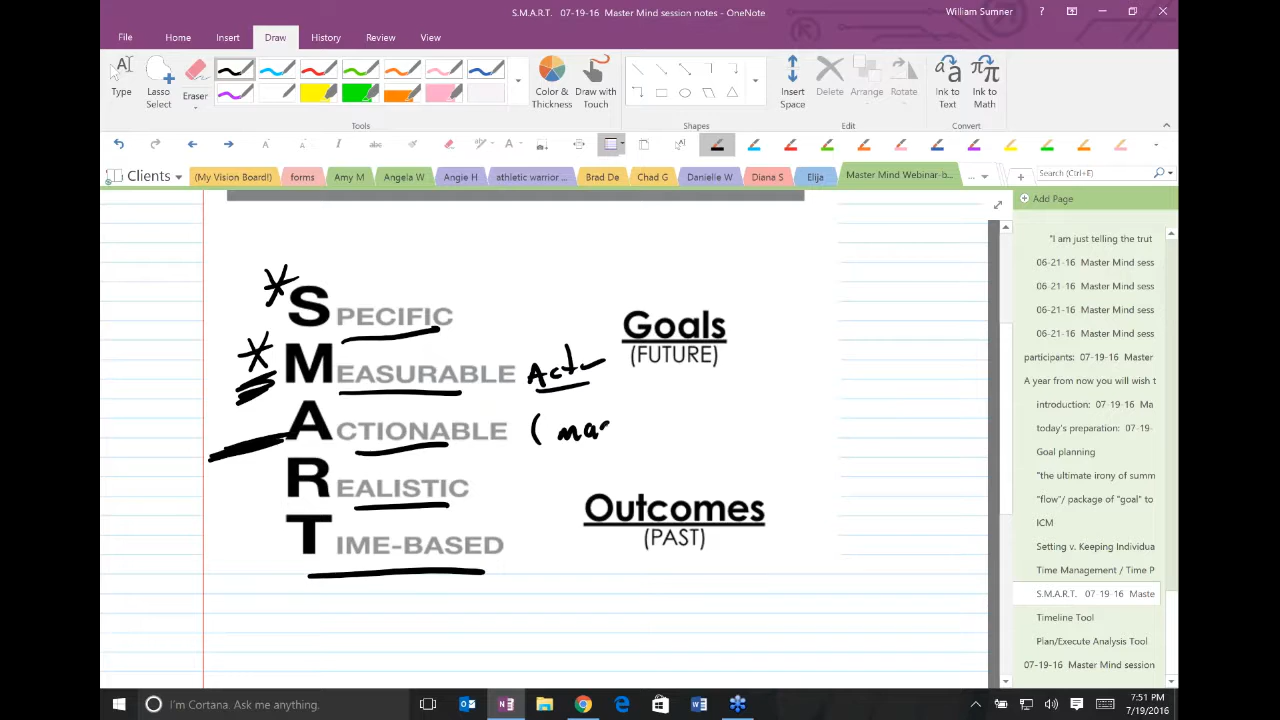 S.M.A.R.T. 07-19-16 Master Mind session notes - OneNote
William Sumner
?
File Home Insert Draw History Review View
Type
Lasso Select
Eraser
Color & Thickness
Draw with Touch
Insert Space
Delete
Arrange
Rotate
Ink to Text
Ink to Math
Tools
Shapes
Edit
Convert
Clients
(My Vision Board!)
forms
Amy M
Angela W
Angie H
athletic warrior ...
Brad De
Chad G
Danielle W
Diana S
Elija
Master Mind Webinar-b...
...
Search (Ctrl+E)
Add Page
SPECIFIC
MEASURABLE
ACTIONABLE
REALISTIC
TIME-BASED
(ma
Goals
(FUTURE)
Outcomes
(PAST)
"I am just telling the trut
06-21-16 Master Mind sess
06-21-16 Master Mind sess
06-21-16 Master Mind sess
06-21-16 Master Mind sess
participants: 07-19-16 Master
A year from now you will wish t
introduction: 07-19-16 Ma
today's preparation: 07-19-
Goal planning
"the ultimate irony of summ
"flow"/ package of "goal" to
ICM
Setting v. Keeping Individua
Time Management / Time P
S.M.A.R.T. 07-19-16 Maste
Timeline Tool
Plan/Execute Analysis Tool
07-19-16 Master Mind session
I'm Cortana. Ask me anything.
7:51 PM
7/19/2016